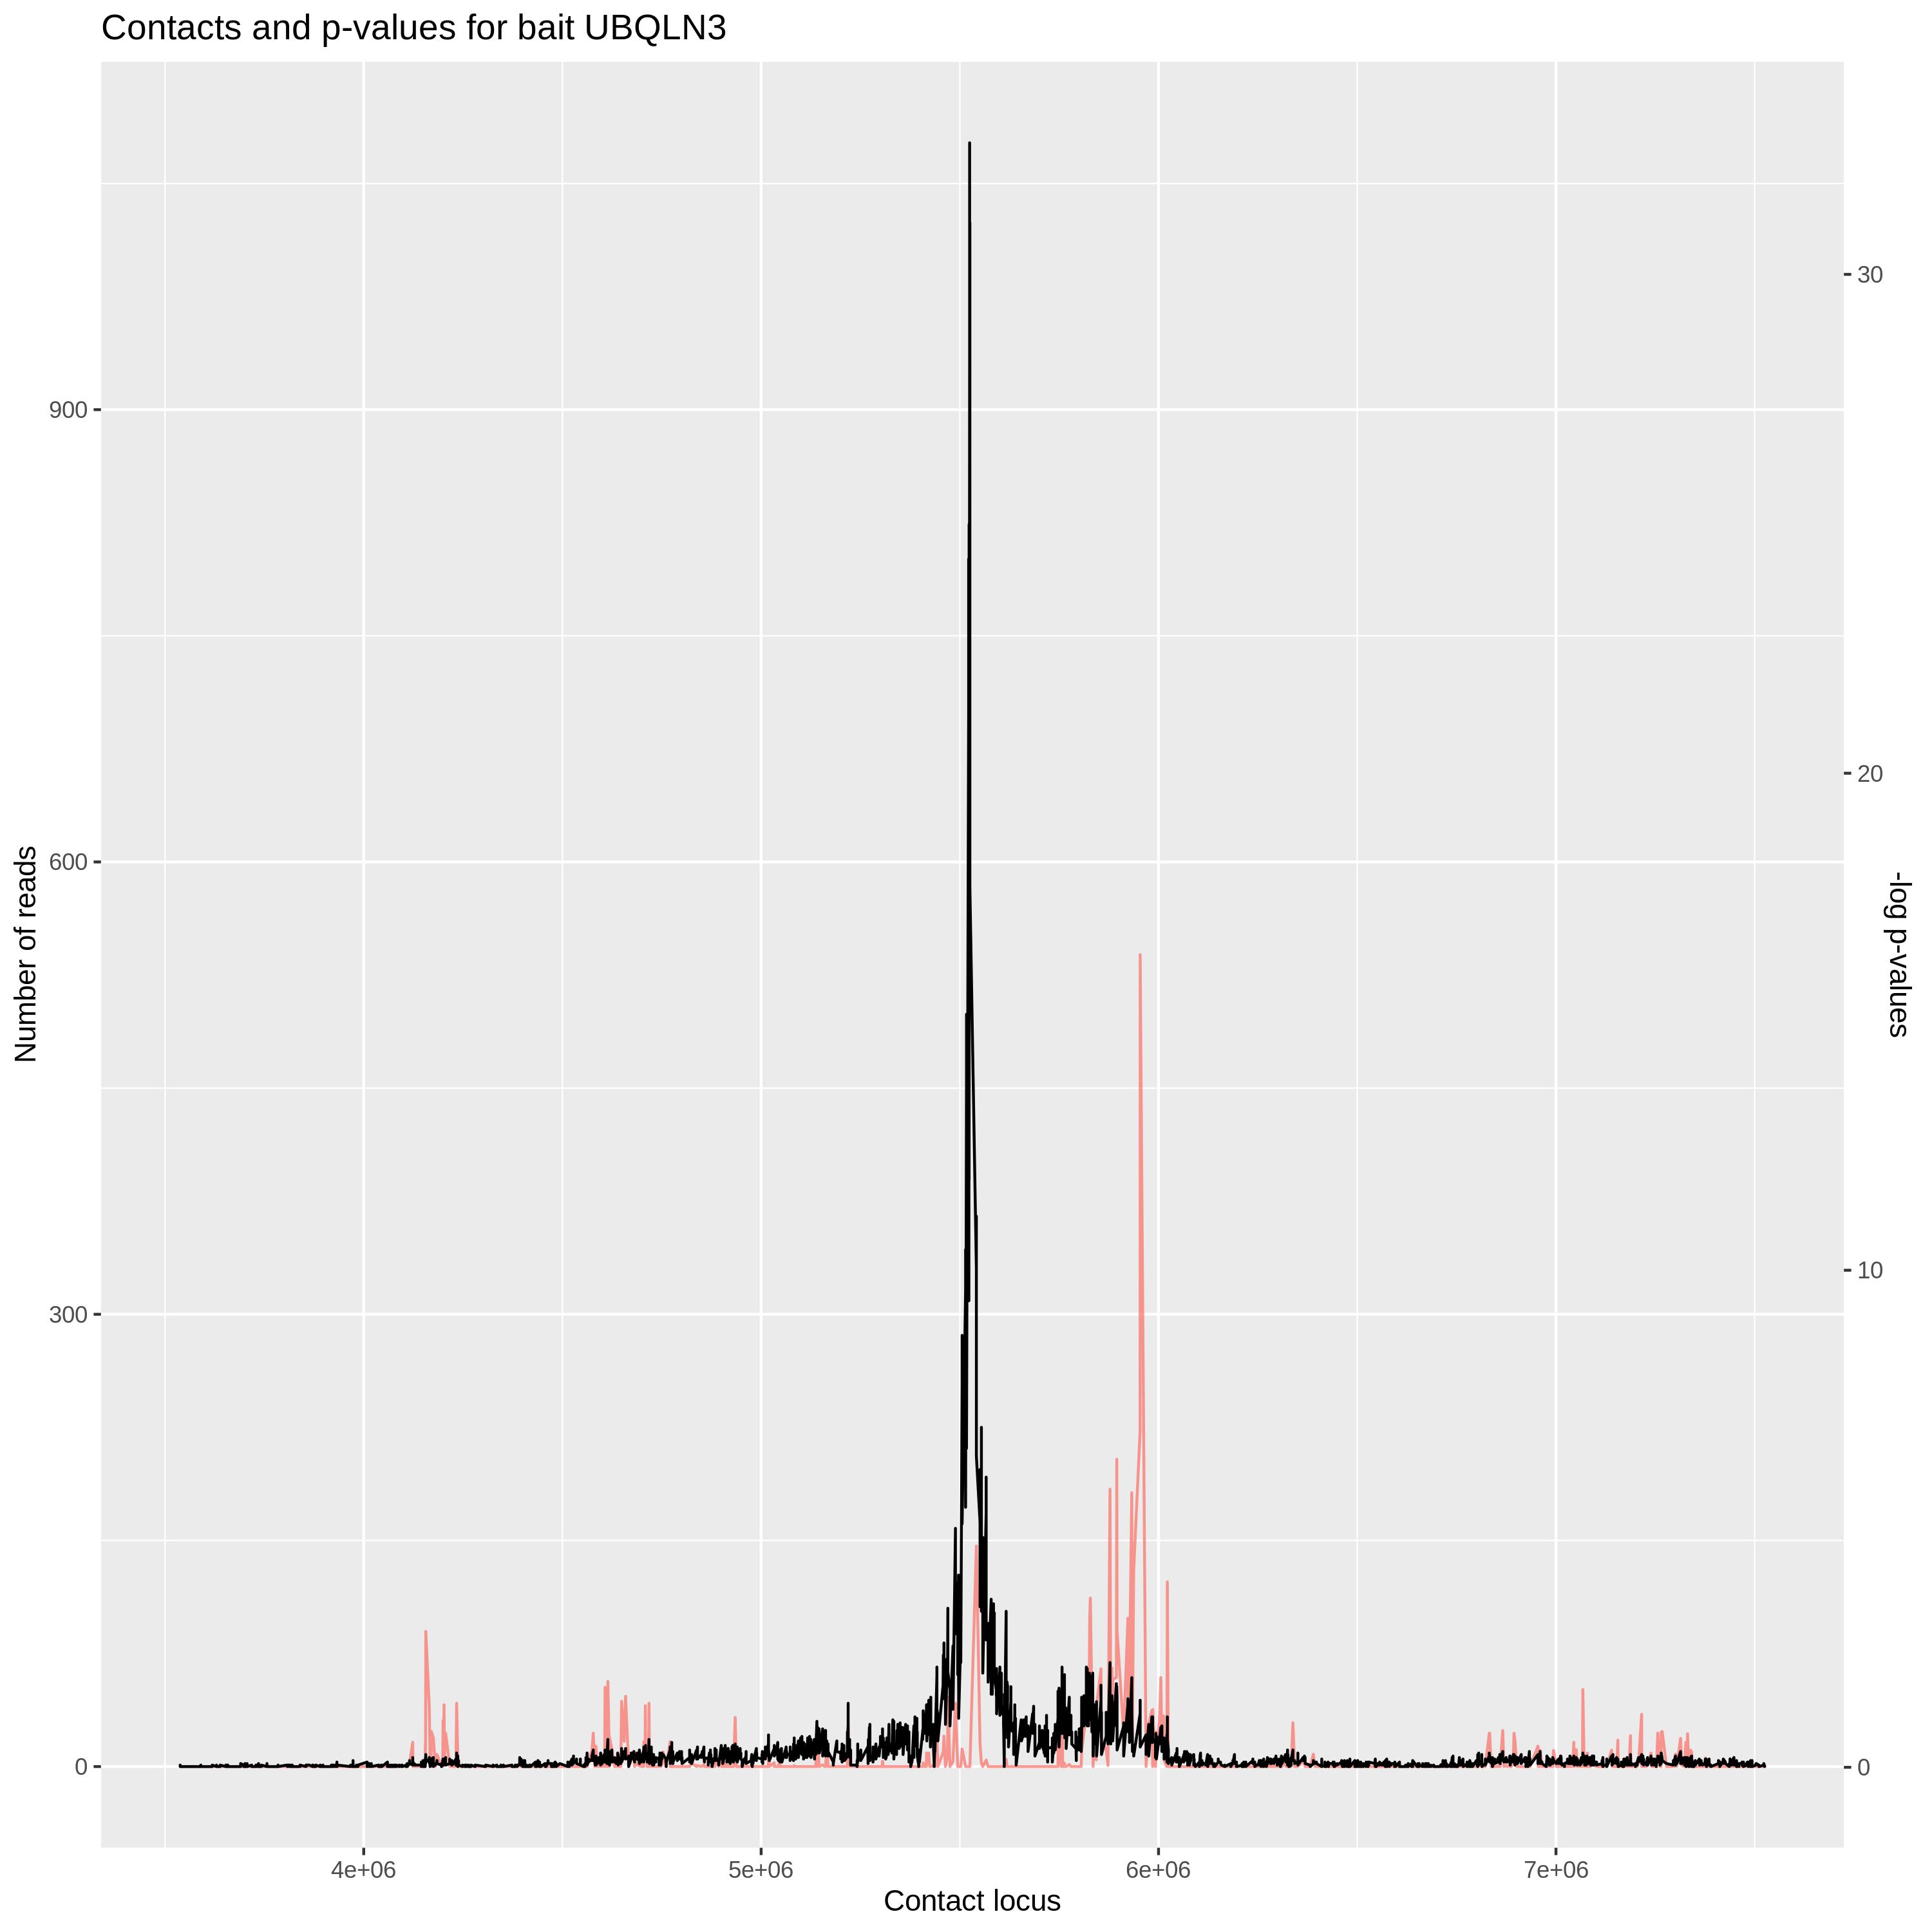 Contacts and p-values for bait UBQLN3
900
600
300
0
30
20
10
0
Number of reads
-log p-values
4e+06
5e+06
6e+06
7e+06
Contact locus